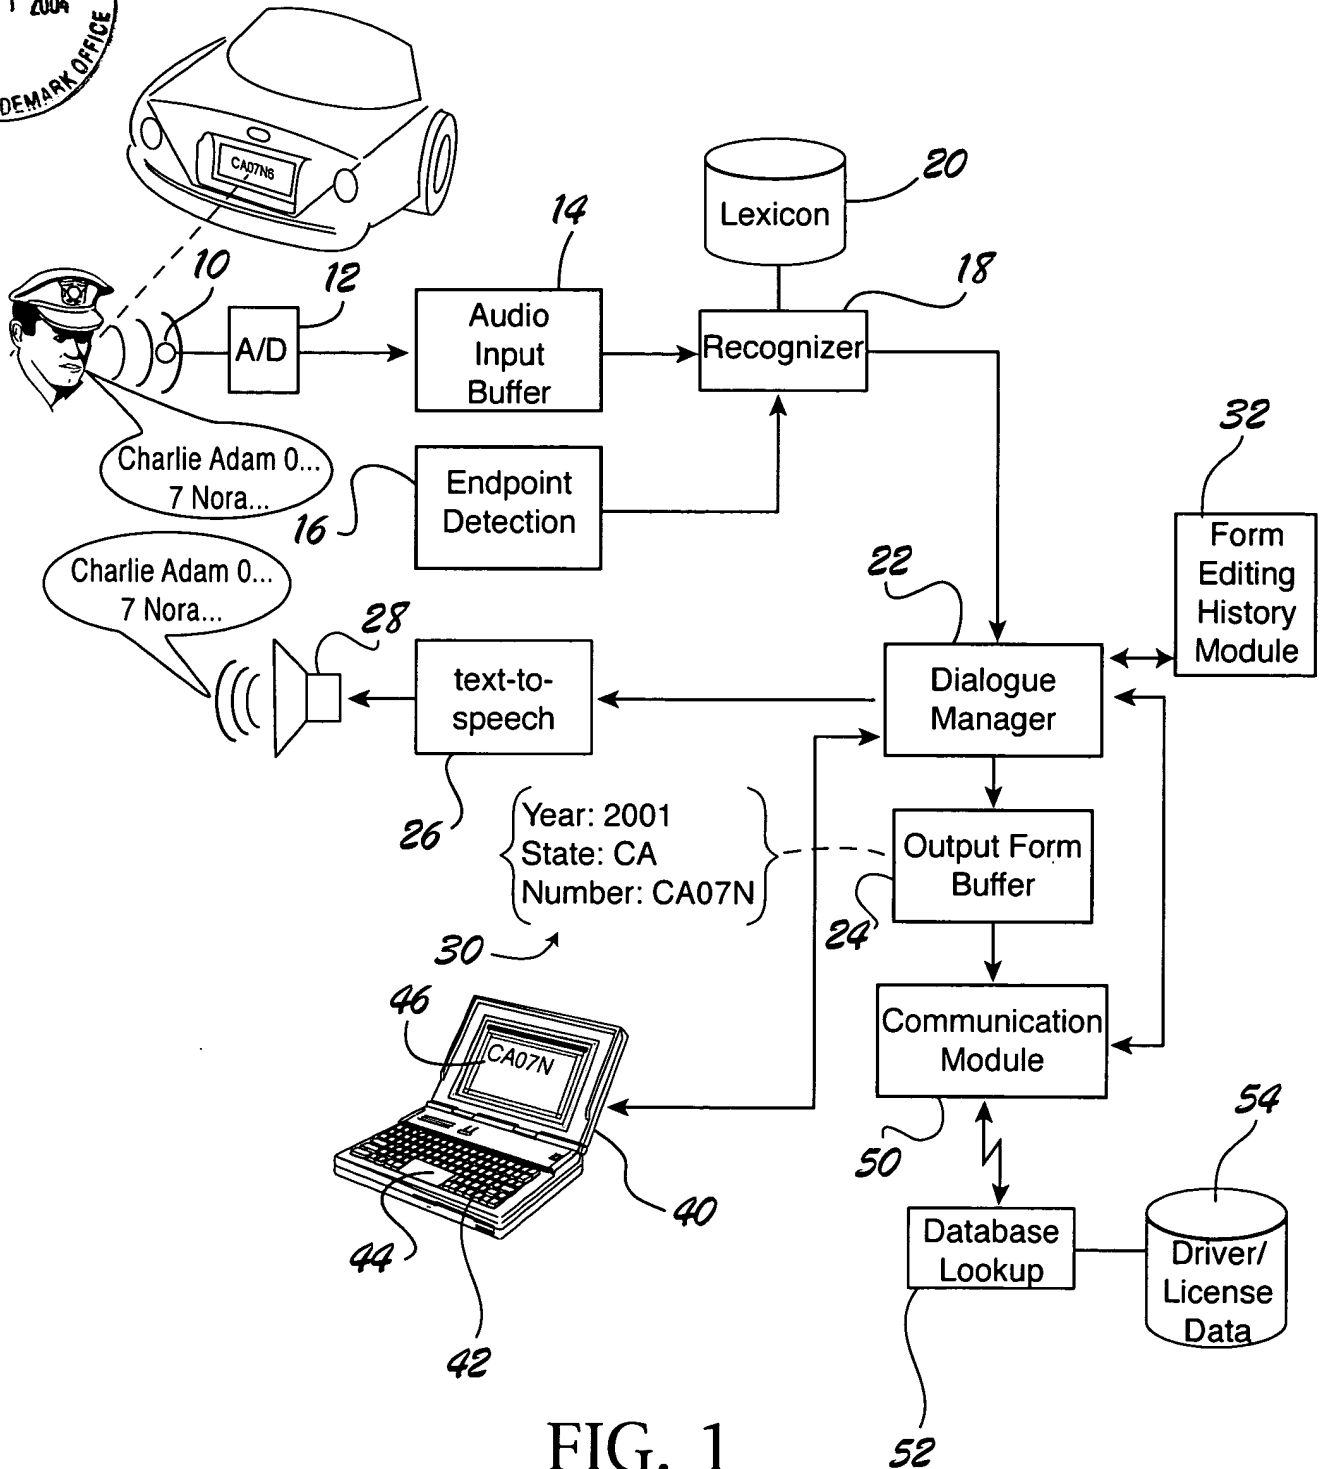 2004
DEMARK OFFICE
CA07N6
10
12
14
20
Lexicon
18
A/D
Audio
Input
Buffer
Recognizer
Charlie Adam 0...
7 Nora...
16
Endpoint
Detection
32
Form
Editing
History
Module
Charlie Adam 0...
7 Nora...
28
22
text-to-
speech
Dialogue
Manager
26
Year: 2001
State: CA
Number: CA07N
30
Output Form
Buffer
24
46
CA07N
Communication
Module
50
54
40
44
42
Database
Lookup
Driver/
License
Data
52
FIG. 1